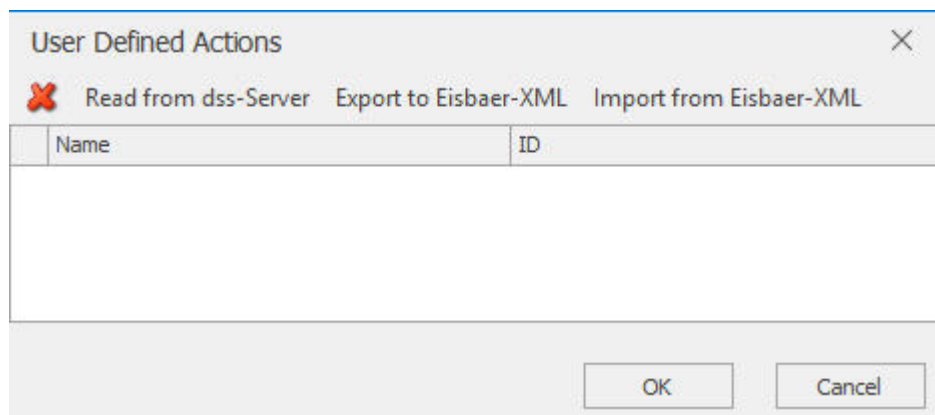 User Defined Actions
Read from dss-Server Export to Eisbaer-XML Import from Eisbaer-XML
Name ID
OK Cancel